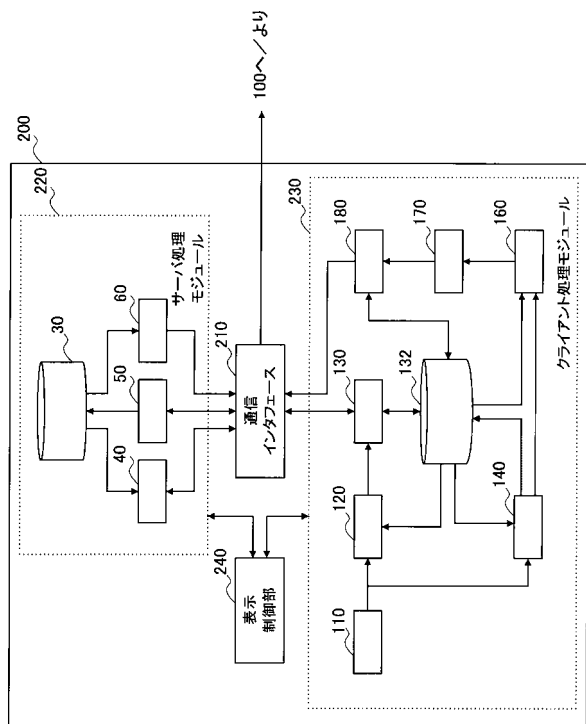 200
220
サーバ処理
モジュール
30
40
50
60
210
通信
インタフェース
100へ/より
240
表示
制御部
230
クライアント処理モジュール
110
120
130
132
140
160
170
180